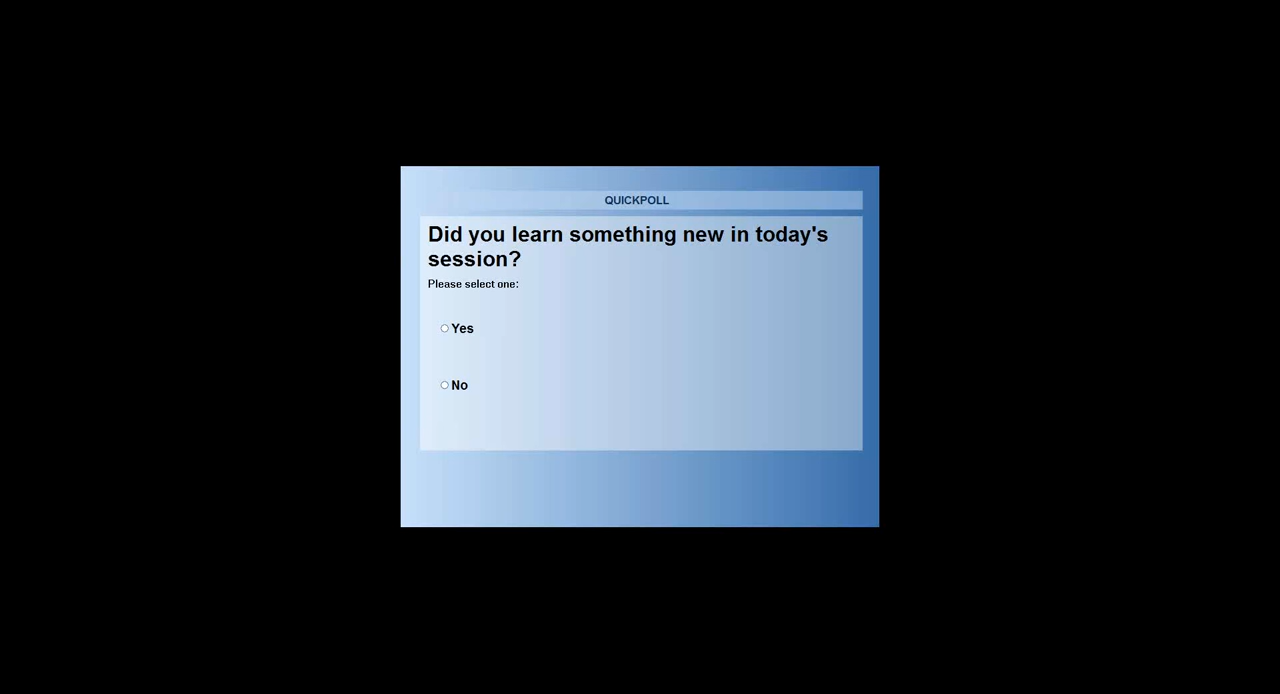 QUICKPOLL
Did you learn something new in today's
session?
Please select one:
Yes
No